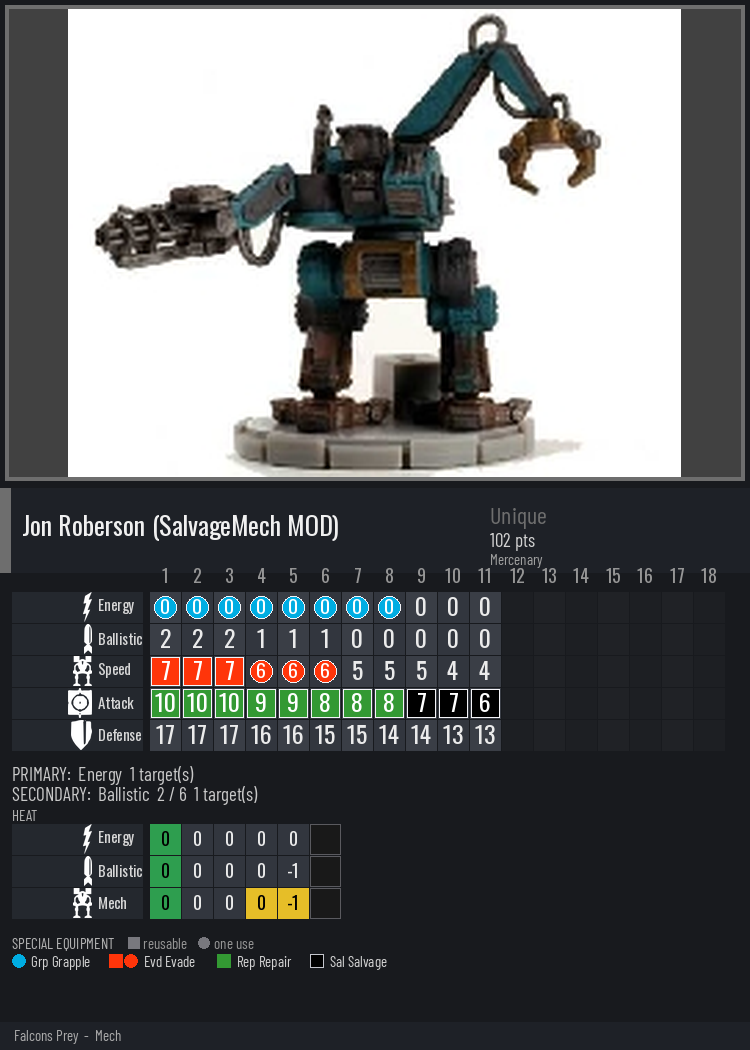 Jon Roberson (SalvageMech MOD)
Unique
102 pts
Mercenary
1 2 3 4 5 6 7 8 9 10 11 12 13 14 15 16 17 18
Energy 0 0 0 0 0 0 0 0 0 0 0
Ballistic 2 2 2 1 1 1 0 0 0 0 0
Speed 7 7 7 6 6 6 5 5 5 4 4
Attack 10 10 10 9 9 8 8 8 7 7 6
Defense 17 17 17 16 16 15 15 14 14 13 13
PRIMARY: Energy 1 target(s)
SECONDARY: Ballistic 2 / 6 1 target(s)
HEAT
Energy 0 0 0 0 0
Ballistic 0 0 0 0 -1
Mech 0 0 0 0 -1
SPECIAL EQUIPMENT reusable one use
Grp Grapple Evd Evade Rep Repair Sal Salvage
Falcons Prey - Mech